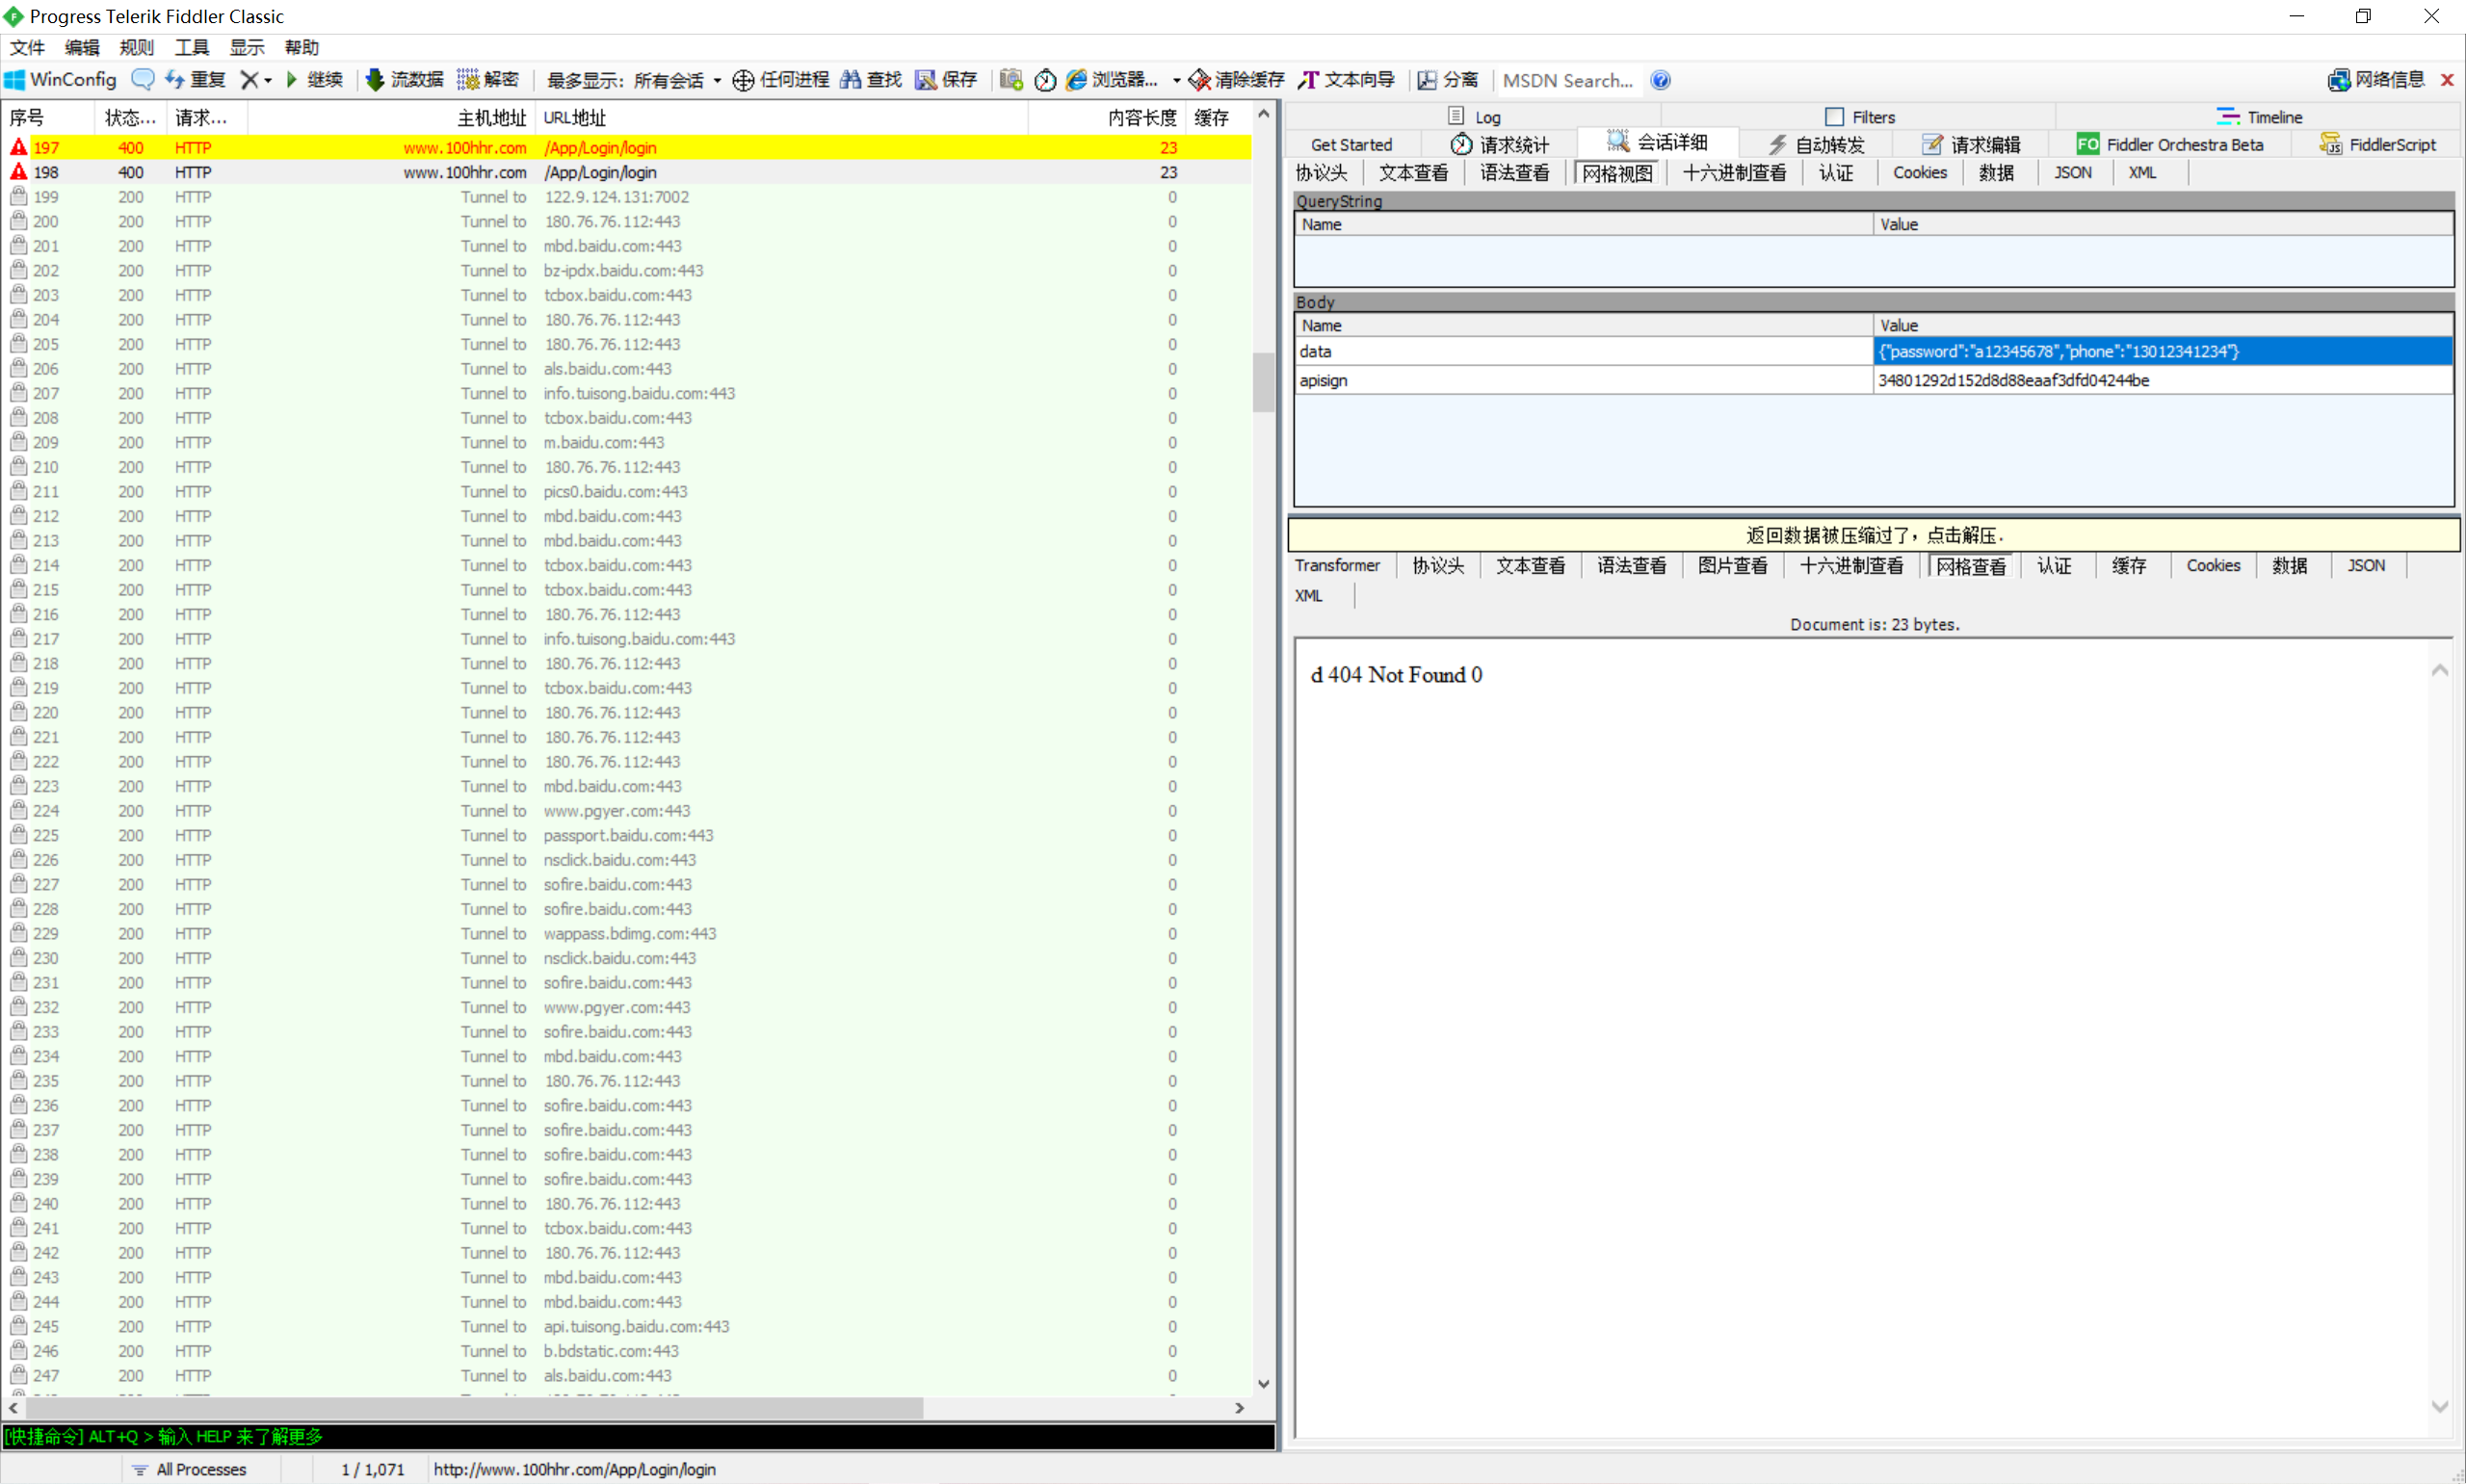 Progress Telerik Fiddler Classic
文件 编辑 规则 工具 显示 帮助
WinConfig 重复 继续 流数据 解密 最多显示: 所有会话 任何进程 查找 保存 浏览器... 清除缓存 文本向导 分离 MSDN Search... 网络信息
序号 状态... 请求... 主机地址 URL地址 内容长度 缓存
197 400 HTTP www.100hhr.com /App/Login/login 23
198 400 HTTP www.100hhr.com /App/Login/login 23
199 200 HTTP Tunnel to 122.9.124.131:7002 0
200 200 HTTP Tunnel to 180.76.76.112:443 0
201 200 HTTP Tunnel to mbd.baidu.com:443 0
202 200 HTTP Tunnel to bz-ipdx.baidu.com:443 0
203 200 HTTP Tunnel to tcbox.baidu.com:443 0
204 200 HTTP Tunnel to 180.76.76.112:443 0
205 200 HTTP Tunnel to 180.76.76.112:443 0
206 200 HTTP Tunnel to als.baidu.com:443 0
207 200 HTTP Tunnel to info.tuisong.baidu.com:443 0
208 200 HTTP Tunnel to tcbox.baidu.com:443 0
209 200 HTTP Tunnel to m.baidu.com:443 0
210 200 HTTP Tunnel to 180.76.76.112:443 0
211 200 HTTP Tunnel to pics0.baidu.com:443 0
212 200 HTTP Tunnel to mbd.baidu.com:443 0
213 200 HTTP Tunnel to mbd.baidu.com:443 0
214 200 HTTP Tunnel to tcbox.baidu.com:443 0
215 200 HTTP Tunnel to tcbox.baidu.com:443 0
216 200 HTTP Tunnel to 180.76.76.112:443 0
217 200 HTTP Tunnel to info.tuisong.baidu.com:443 0
218 200 HTTP Tunnel to 180.76.76.112:443 0
219 200 HTTP Tunnel to tcbox.baidu.com:443 0
220 200 HTTP Tunnel to 180.76.76.112:443 0
221 200 HTTP Tunnel to 180.76.76.112:443 0
222 200 HTTP Tunnel to 180.76.76.112:443 0
223 200 HTTP Tunnel to mbd.baidu.com:443 0
224 200 HTTP Tunnel to www.pgyer.com:443 0
225 200 HTTP Tunnel to passport.baidu.com:443 0
226 200 HTTP Tunnel to nsclick.baidu.com:443 0
227 200 HTTP Tunnel to sofire.baidu.com:443 0
228 200 HTTP Tunnel to sofire.baidu.com:443 0
229 200 HTTP Tunnel to wappass.bdimg.com:443 0
230 200 HTTP Tunnel to nsclick.baidu.com:443 0
231 200 HTTP Tunnel to sofire.baidu.com:443 0
232 200 HTTP Tunnel to www.pgyer.com:443 0
233 200 HTTP Tunnel to sofire.baidu.com:443 0
234 200 HTTP Tunnel to mbd.baidu.com:443 0
235 200 HTTP Tunnel to 180.76.76.112:443 0
236 200 HTTP Tunnel to sofire.baidu.com:443 0
237 200 HTTP Tunnel to sofire.baidu.com:443 0
238 200 HTTP Tunnel to sofire.baidu.com:443 0
239 200 HTTP Tunnel to sofire.baidu.com:443 0
240 200 HTTP Tunnel to 180.76.76.112:443 0
241 200 HTTP Tunnel to tcbox.baidu.com:443 0
242 200 HTTP Tunnel to 180.76.76.112:443 0
243 200 HTTP Tunnel to mbd.baidu.com:443 0
244 200 HTTP Tunnel to mbd.baidu.com:443 0
245 200 HTTP Tunnel to api.tuisong.baidu.com:443 0
246 200 HTTP Tunnel to b.bdstatic.com:443 0
247 200 HTTP Tunnel to als.baidu.com:443 0
[快捷命令] ALT+Q > 输入 HELP 来了解更多
All Processes 1 / 1,071 http://www.100hhr.com/App/Login/login
Log Filters Timeline
Get Started 请求统计 会话详细 自动转发 请求编辑 FO Fiddler Orchestra Beta FiddlerScript
协议头 文本查看 语法查看 网格视图 十六进制查看 认证 Cookies 数据 JSON XML
QueryString
Name Value
Body
Name Value
data {"password":"a12345678","phone":"13012341234"}
apisign 34801292d152d8d88eaaf3dfd04244be
返回数据被压缩过了，点击解压.
Transformer 协议头 文本查看 语法查看 图片查看 十六进制查看 网格查看 认证 缓存 Cookies 数据 JSON
XML
Document is: 23 bytes.
d 404 Not Found 0